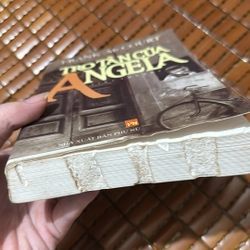 TRO TÀN CỦA
ANGELA
NHÀ XUẤT BẢN PHỤ NỮ